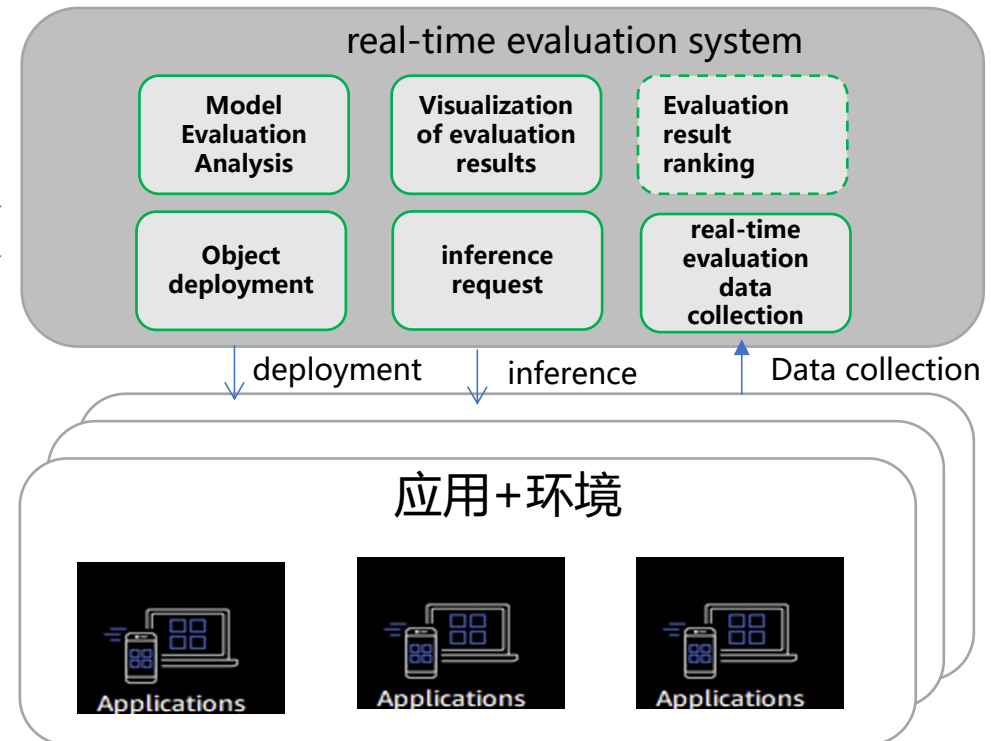 real-time evaluation system
Model
Evaluation
Analysis
Visualization
of evaluation
results
Evaluation
result
ranking
Object
deployment
inference
request
real-time
evaluation
data
collection
deployment
inference
Data collection
应用+环境
Applications
Applications
Applications